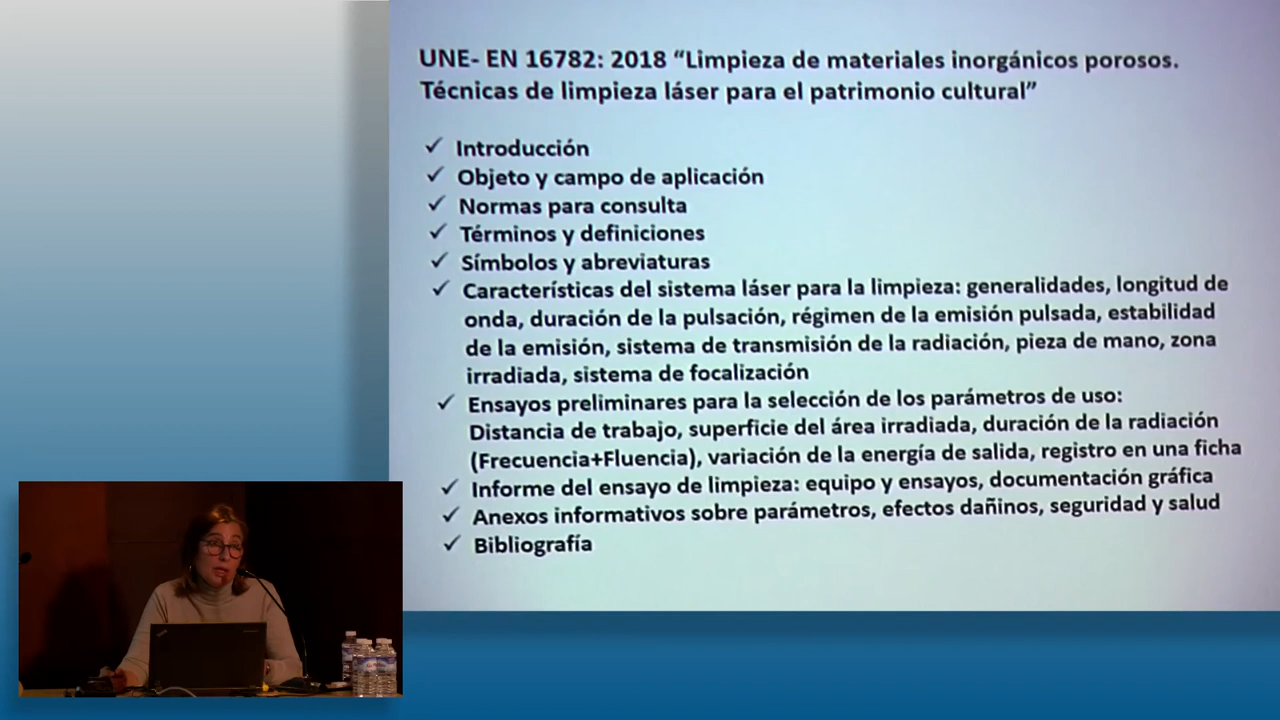 UNE- EN 16782: 2018 “Limpieza de materiales inorgánicos porosos.
Técnicas de limpieza láser para el patrimonio cultural”
✓ Introducción
✓ Objeto y campo de aplicación
✓ Normas para consulta
✓ Términos y definiciones
✓ Símbolos y abreviaturas
✓ Características del sistema láser para la limpieza: generalidades, longitud de
onda, duración de la pulsación, régimen de la emisión pulsada, estabilidad
de la emisión, sistema de transmisión de la radiación, pieza de mano, zona
irradiada, sistema de focalización
✓ Ensayos preliminares para la selección de los parámetros de uso:
Distancia de trabajo, superficie del área irradiada, duración de la radiación
(Frecuencia+Fluencia), variación de la energía de salida, registro en una ficha
✓ Informe del ensayo de limpieza: equipo y ensayos, documentación gráfica
✓ Anexos informativos sobre parámetros, efectos dañinos, seguridad y salud
✓ Bibliografía